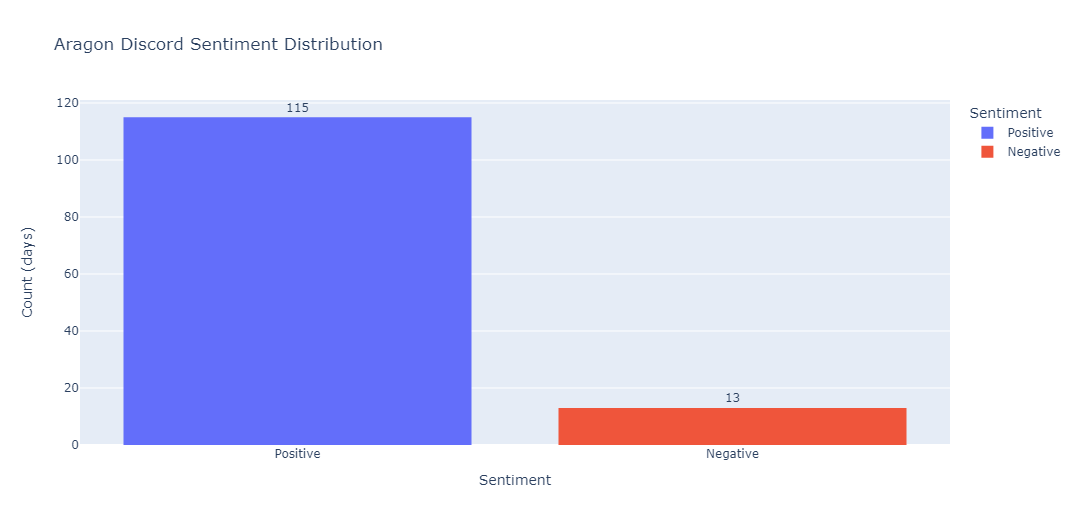 Aragon Discord Sentiment Distribution
120
100
80
60
40
20
0
Count (days)
115
13
Positive
Negative
Sentiment
Sentiment
Positive
Negative